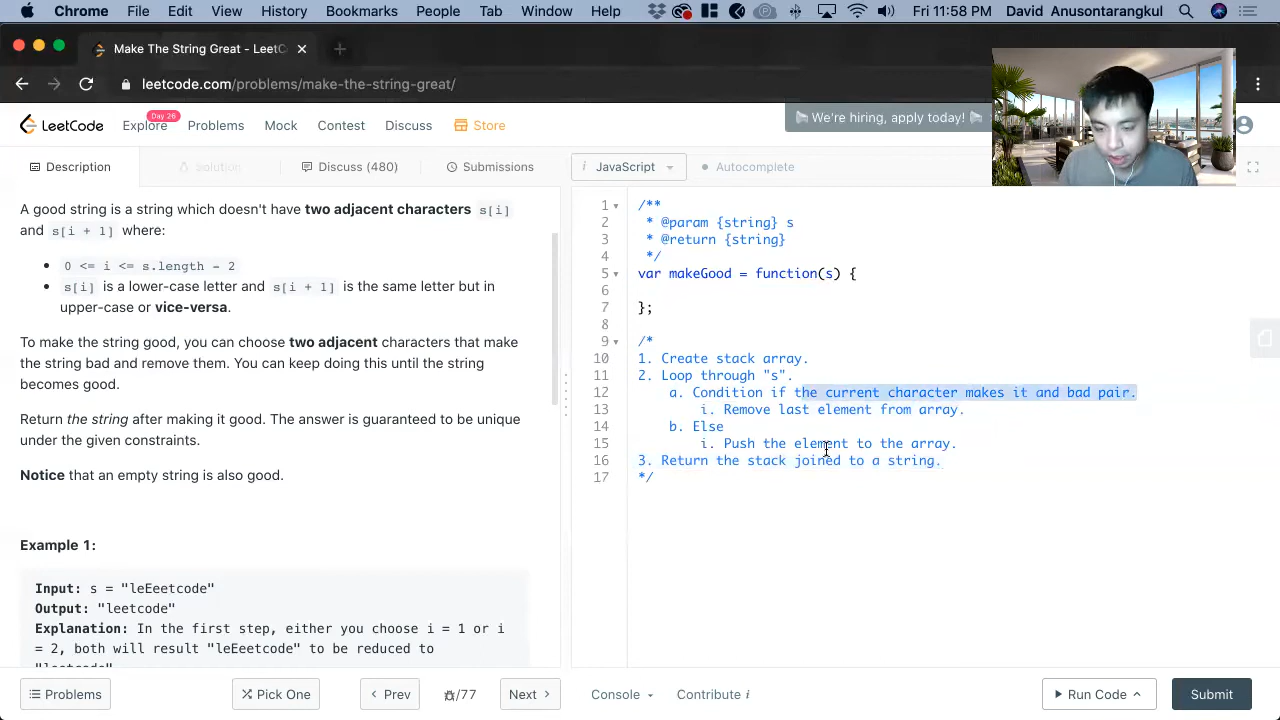 Safari File Edit View History Bookmarks People Tab Window Help Fri 11:58 PM David Anusontarangkul
Make The String Great - LeetC
leetcode.com/problems/make-the-string-great/
LeetCode Explore Day 26 Problems Mock Contest Discuss Store
We're hiring, apply today!
Description Solution Discuss (480) Submissions
i JavaScript Autocomplete
A good string is a string which doesn't have two adjacent characters s[i]
and s[i + 1] where:
0 <= i <= s.length - 2
s[i] is a lower-case letter and s[i + 1] is the same letter but in
upper-case or vice-versa.
To make the string good, you can choose two adjacent characters that make
the string bad and remove them. You can keep doing this until the string
becomes good.
Return the string after making it good. The answer is guaranteed to be unique
under the given constraints.
Notice that an empty string is also good.
Example 1:
Input: s = "leEeetcode"
Output: "leetcode"
Explanation: In the first step, either you choose i = 1 or i
= 2, both will result "leEeetcode" to be reduced to
"leetcode".
1 /**
2 * @param {string} s
3 * @return {string}
4 */
5 var makeGood = function(s) {
6
7 };
8
9 /*
10 1. Create stack array.
11 2. Loop through "s".
12 a. Condition if the current character makes it and bad pair.
13 i. Remove last element from array.
14 b. Else
15 i. Push the element to the array.
16 3. Return the stack joined to a string.
17 */
Problems Pick One Prev /77 Next Console Contribute i Run Code Submit